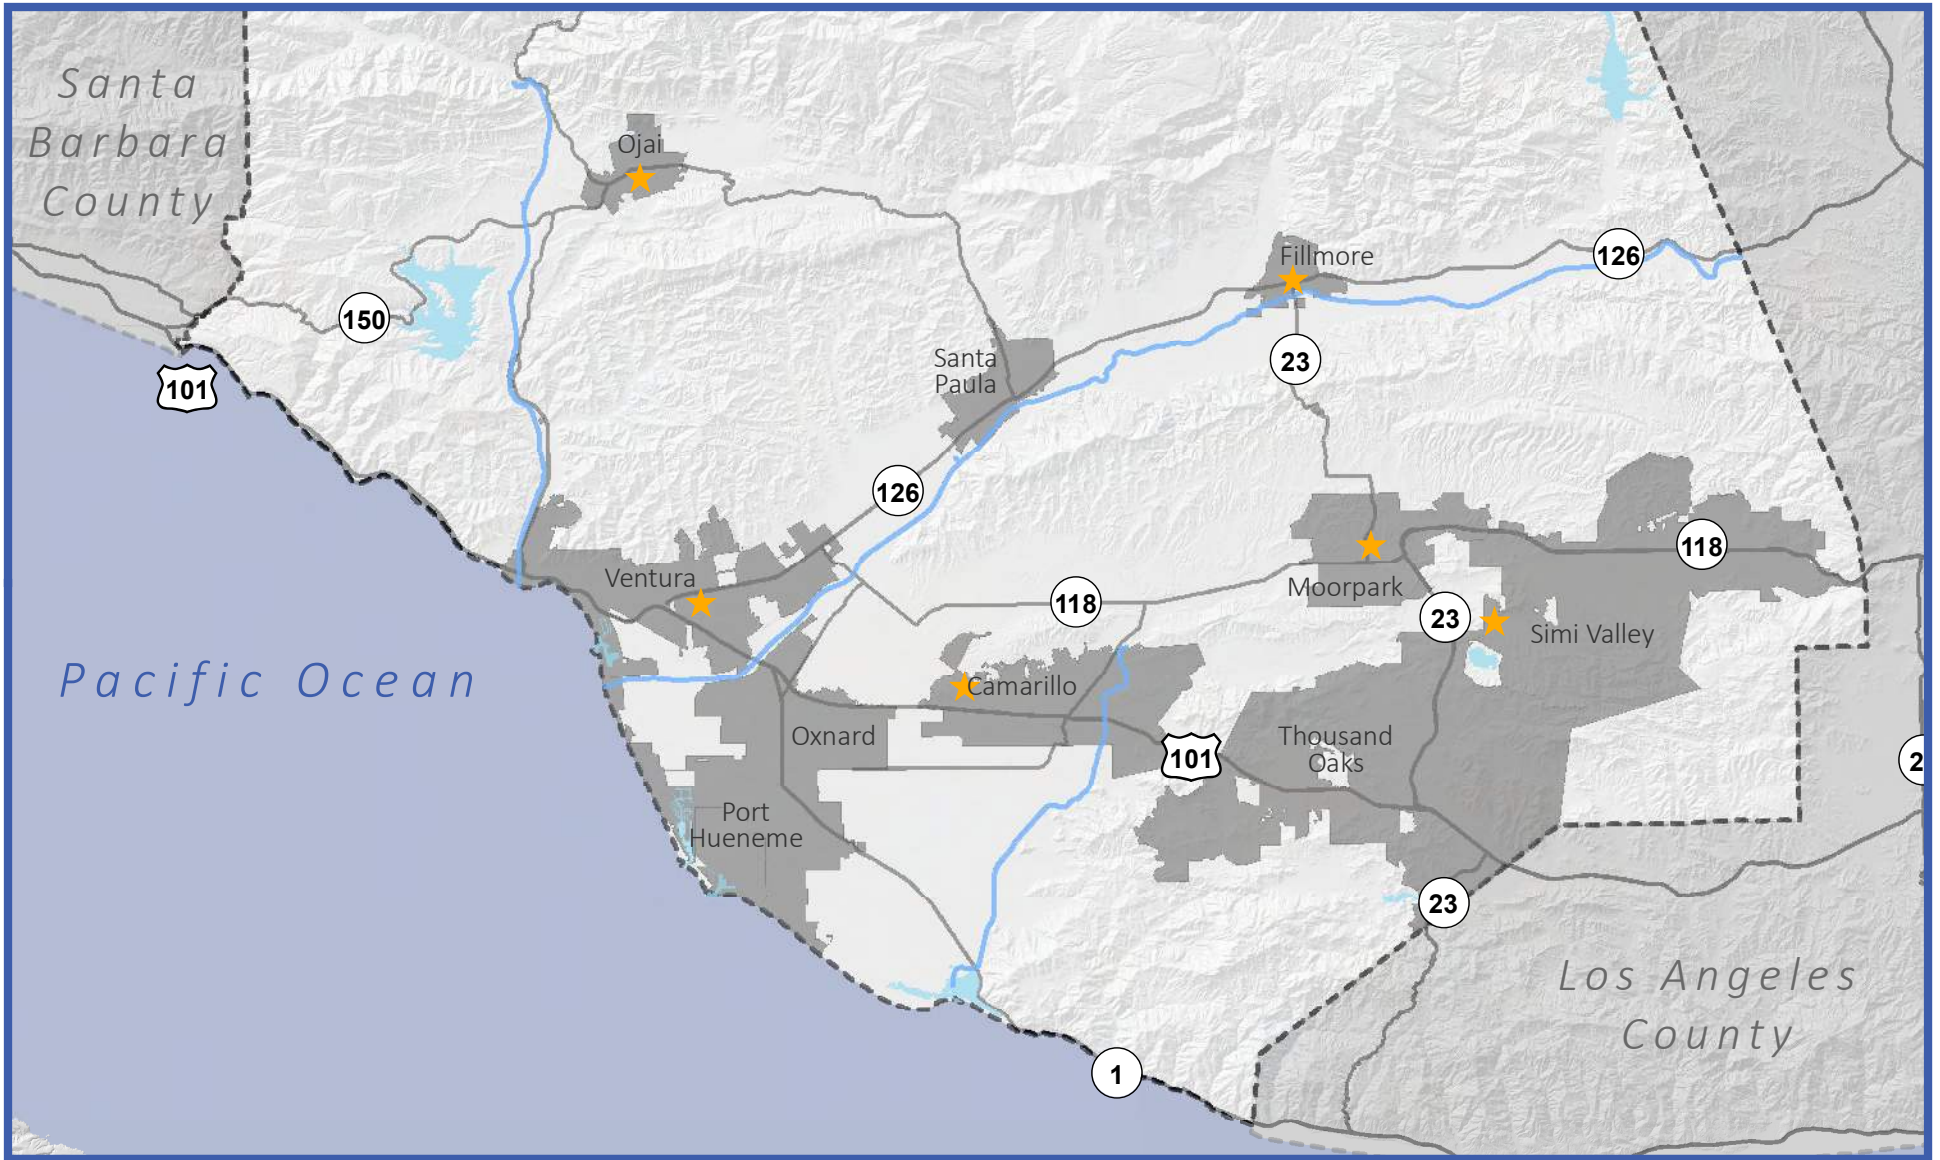 Santa
Barbara
County
Ojai
Fillmore
126
150
Santa
Paula
23
101
126
118
Ventura
Moorpark
118
23
Simi Valley
Pacific Ocean
Camarillo
Oxnard
101
Thousand
Oaks
2
Port
Hueneme
23
Los Angeles
County
1